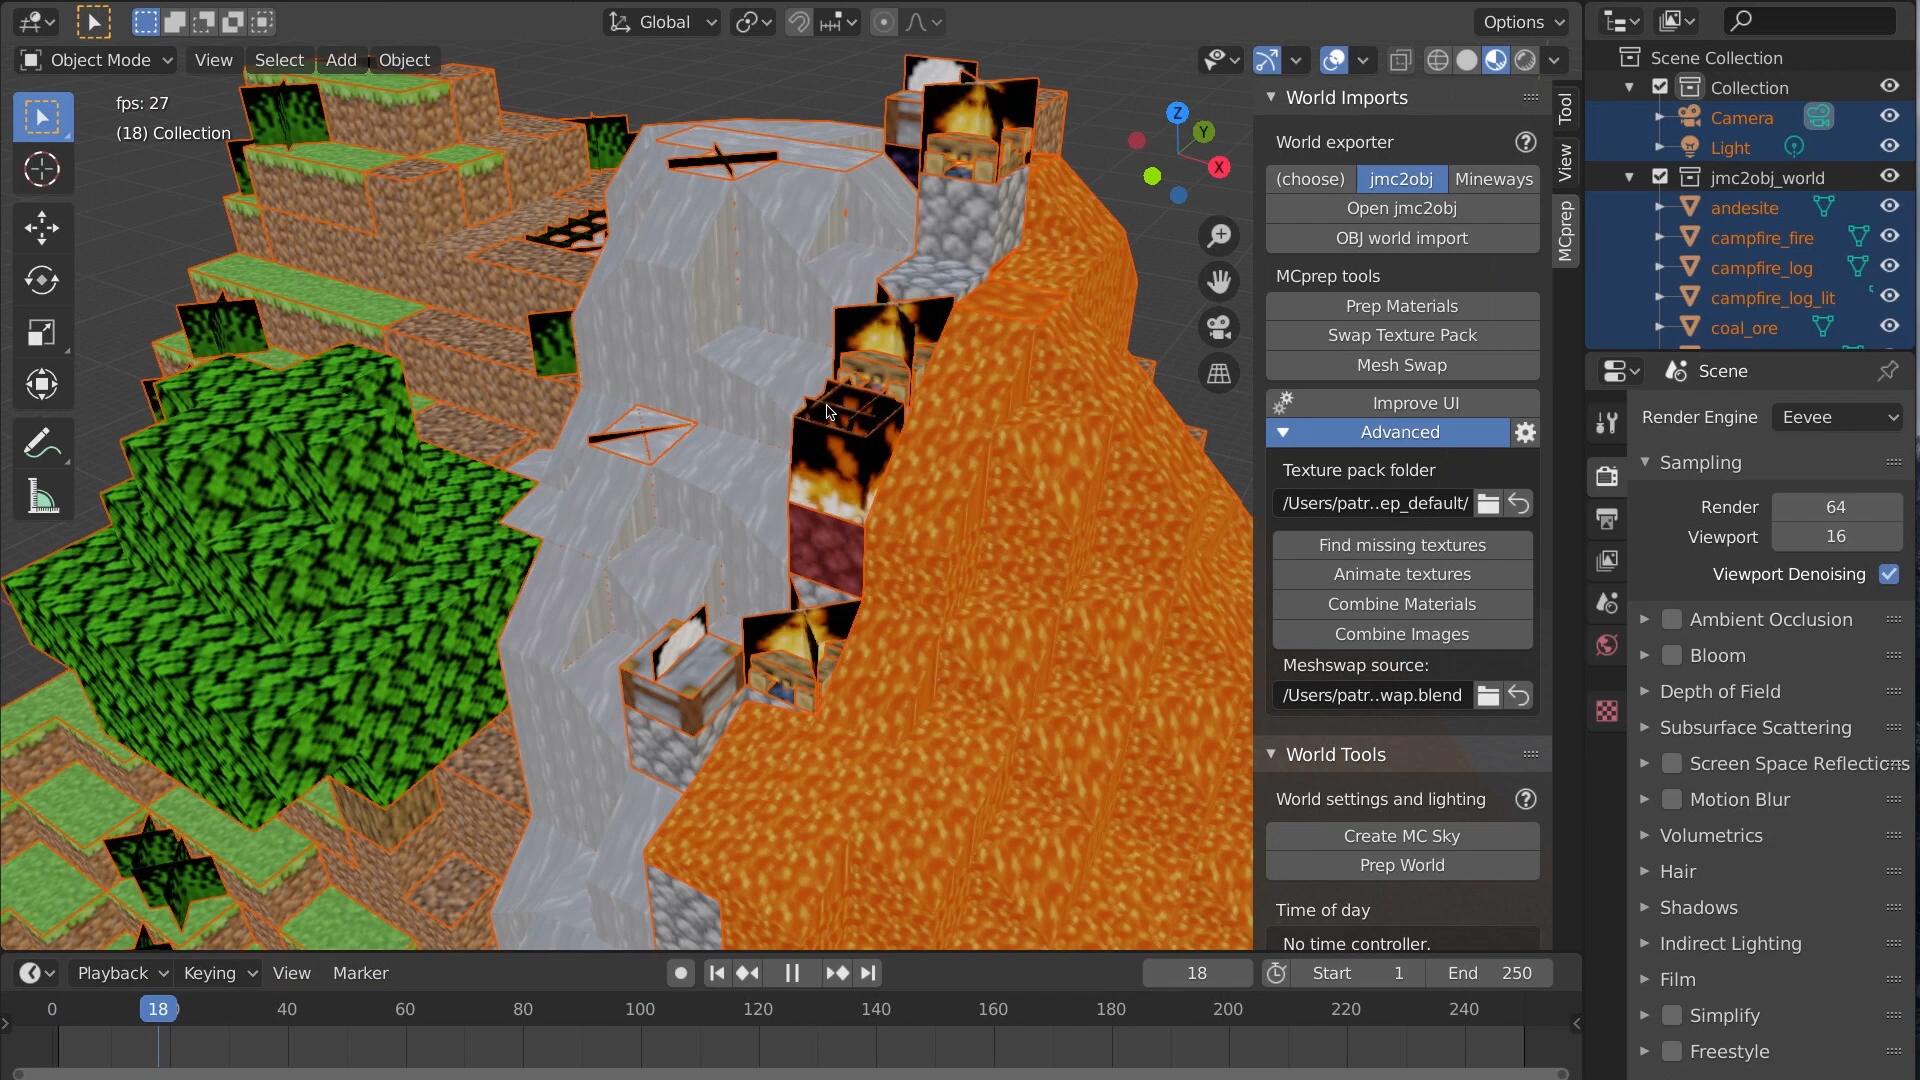 Global
Options
Object Mode
View
Select
Add
Object
fps: 27
(18) Collection
Z
Y
X
World Imports
World exporter
?
(choose)
jmc2obj
Mineways
Open jmc2obj
OBJ world import
MCprep tools
Prep Materials
Swap Texture Pack
Mesh Swap
Improve UI
Advanced
Texture pack folder
/Users/patr..ep_default/
Find missing textures
Animate textures
Combine Materials
Combine Images
Meshswap source:
/Users/patr..wap.blend
World Tools
World settings and lighting
?
Create MC Sky
Prep World
Time of day
No time controller.
Tool
View
MCprep
Scene Collection
Collection
Camera
Light
jmc2obj_world
andesite
campfire_fire
campfire_log
campfire_log_lit
coal_ore
Scene
Render Engine
Eevee
Sampling
Render
64
Viewport
16
Viewport Denoising
Ambient Occlusion
Bloom
Depth of Field
Subsurface Scattering
Screen Space Reflections
Motion Blur
Volumetrics
Hair
Shadows
Indirect Lighting
Film
Simplify
Freestyle
Playback
Keying
View
Marker
18
Start
1
End
250
0
18
40
60
80
100
120
140
160
180
200
220
240